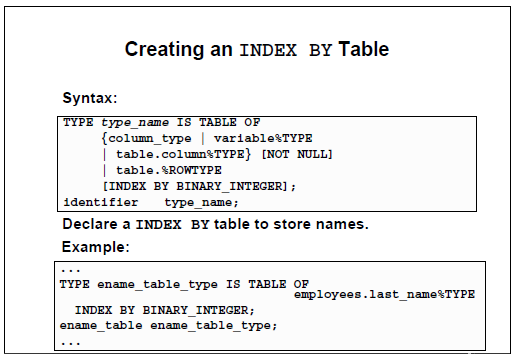 Creating an INDEX BY Table
Syntax:
TYPE type_name IS TABLE OF
{column_type | variable%TYPE
| table.column%TYPE} [NOT NULL]
| table.%ROWTYPE
[INDEX BY BINARY_INTEGER];
identifier type_name;
Declare a INDEX BY table to store names.
Example:
...
TYPE ename_table_type IS TABLE OF
employees.last_name%TYPE
INDEX BY BINARY_INTEGER;
ename_table ename_table_type;
...